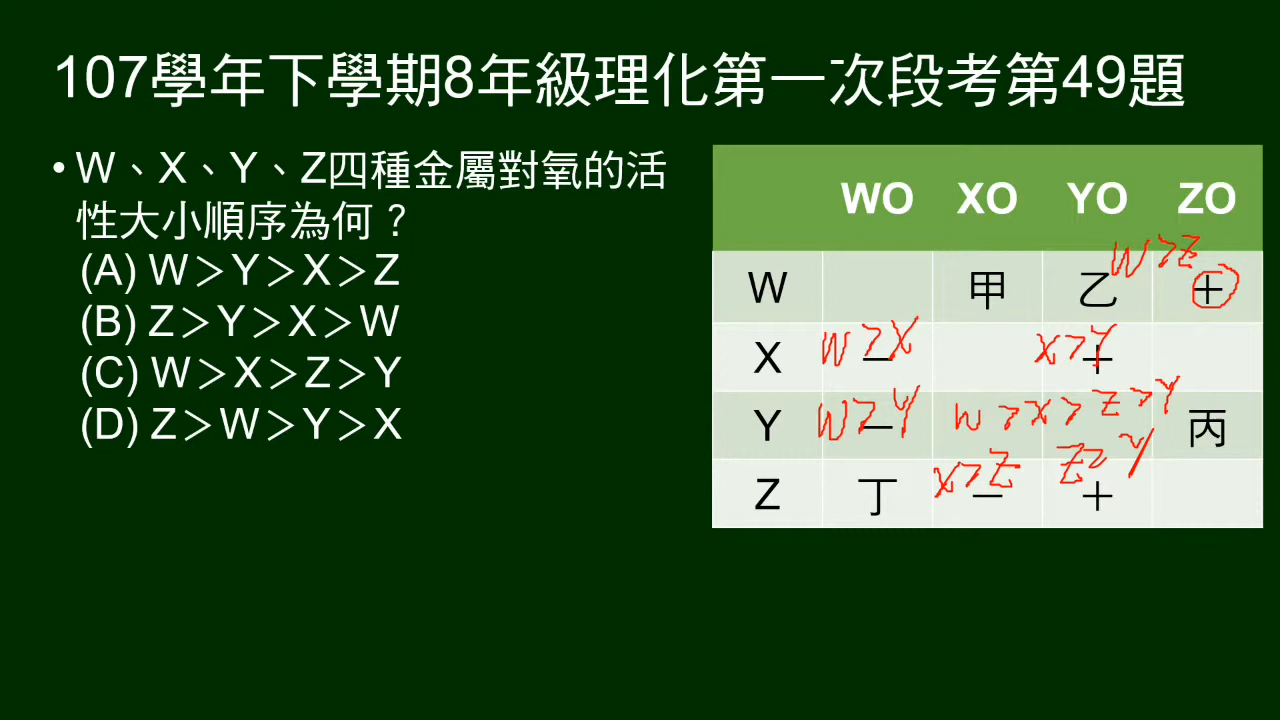 107學年下學期8年級理化第一次段考第49題
• W、X、Y、Z四種金屬對氧的活
性大小順序為何？
(A) W＞Y＞X＞Z
(B) Z＞Y＞X＞W
(C) W＞X＞Z＞Y
(D) Z＞W＞Y＞X
WO XO YO ZO
W>Z
W 甲 乙 ＋
W>X X>Y
X － ＋
W>Y W>X>Z>Y
Y － 丙
X>Z Z>Y
Z 丁 － ＋